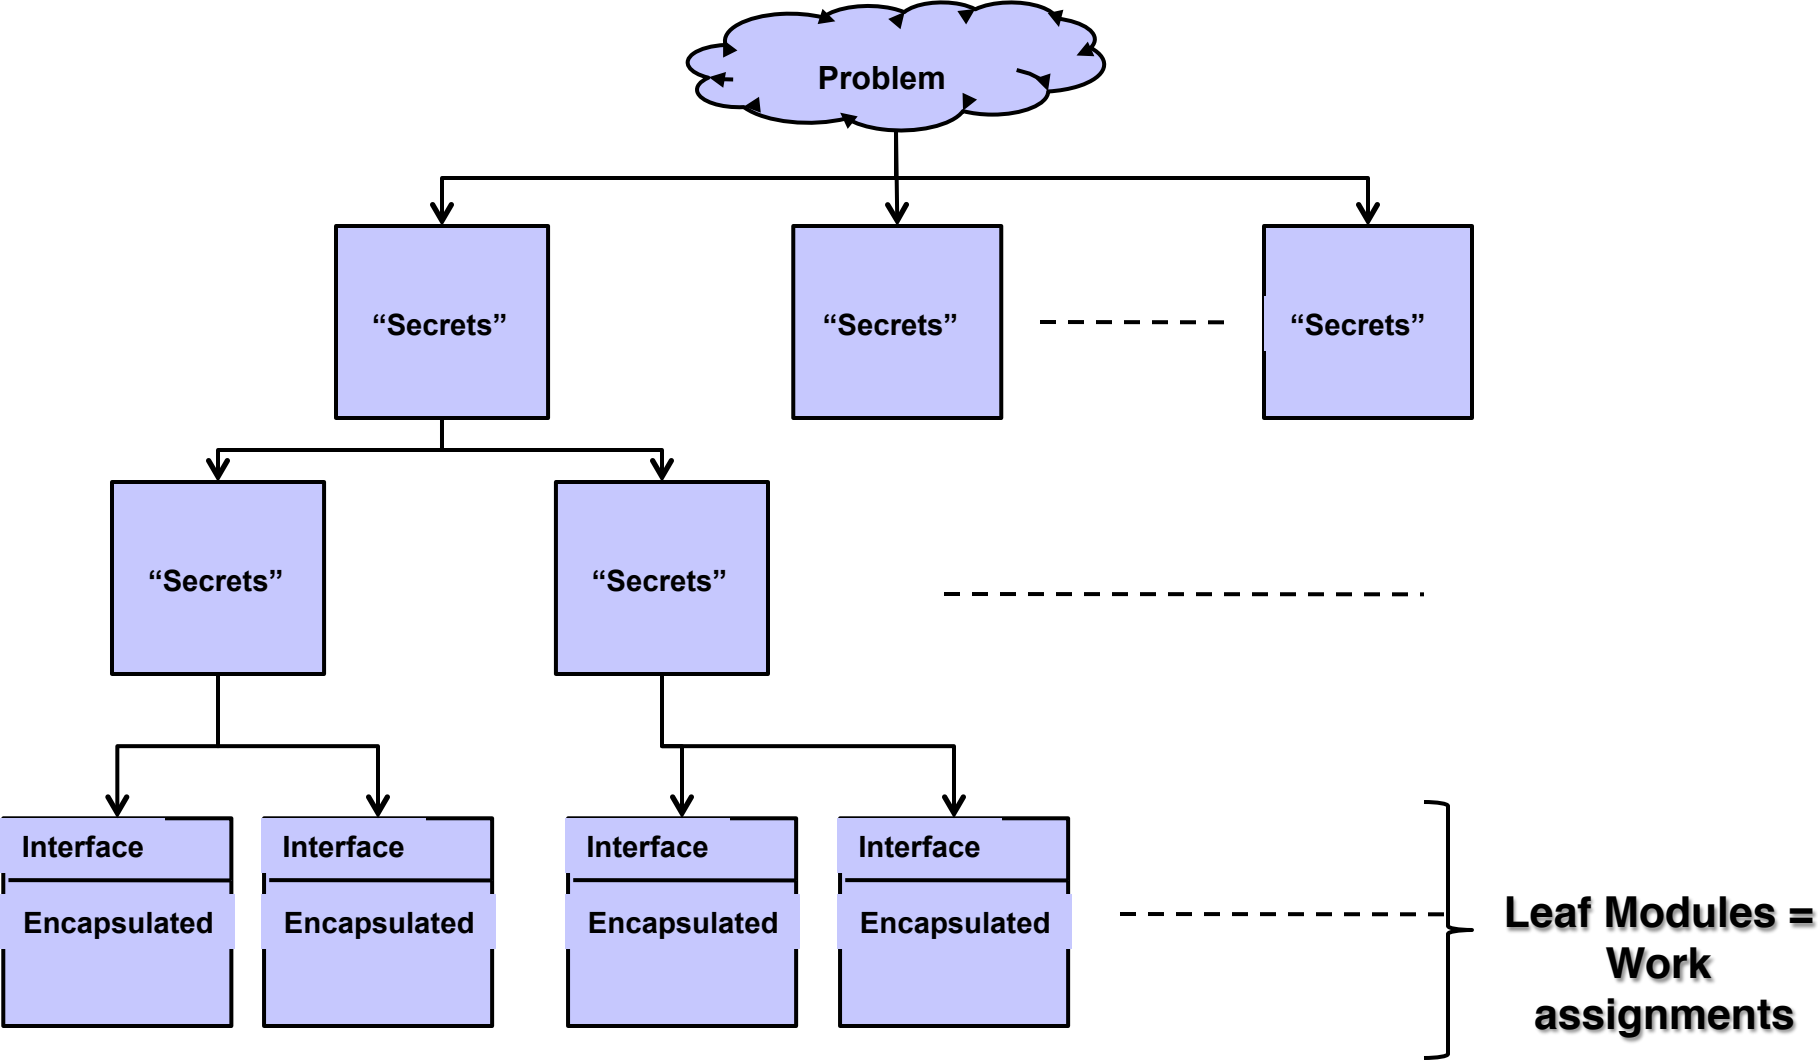 Problem
“Secrets”
“Secrets”
“Secrets”
“Secrets”
“Secrets”
Interface
Interface
Interface
Interface
Encapsulated
Encapsulated
Encapsulated
Encapsulated
Leaf Modules =
Work
assignments